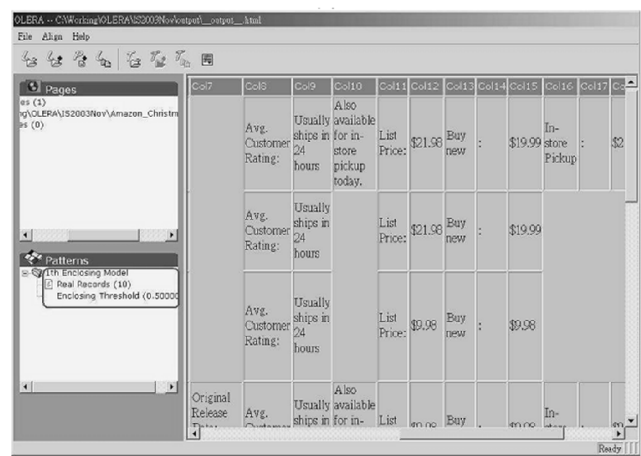 OLERA -- C:\Working\OLERA\IS2003Nov\output\__output__.html
File Align Help
Pages
es (1)
ng\OLERA\IS2003Nov\Amazon_Christm
es (0)
Patterns
1th Enclosing Model
Real Records (10)
Enclosing Threshold (0.50000
Col7 Col8 Col9 Col10 Col11 Col12 Col13 Col14 Col15 Col16 Col17 Co
Avg. Customer Rating: Usually ships in 24 hours Also available for in-store pickup today. List Price: $21.98 Buy new : $19.99 In-store Pickup : $2
Avg. Customer Rating: Usually ships in 24 hours List Price: $21.98 Buy new : $19.99
Avg. Customer Rating: Usually ships in 24 hours List Price: $9.98 Buy new : $9.98
Original Release Avg. Usually ships in Also available for in- List Buy In-
Ready